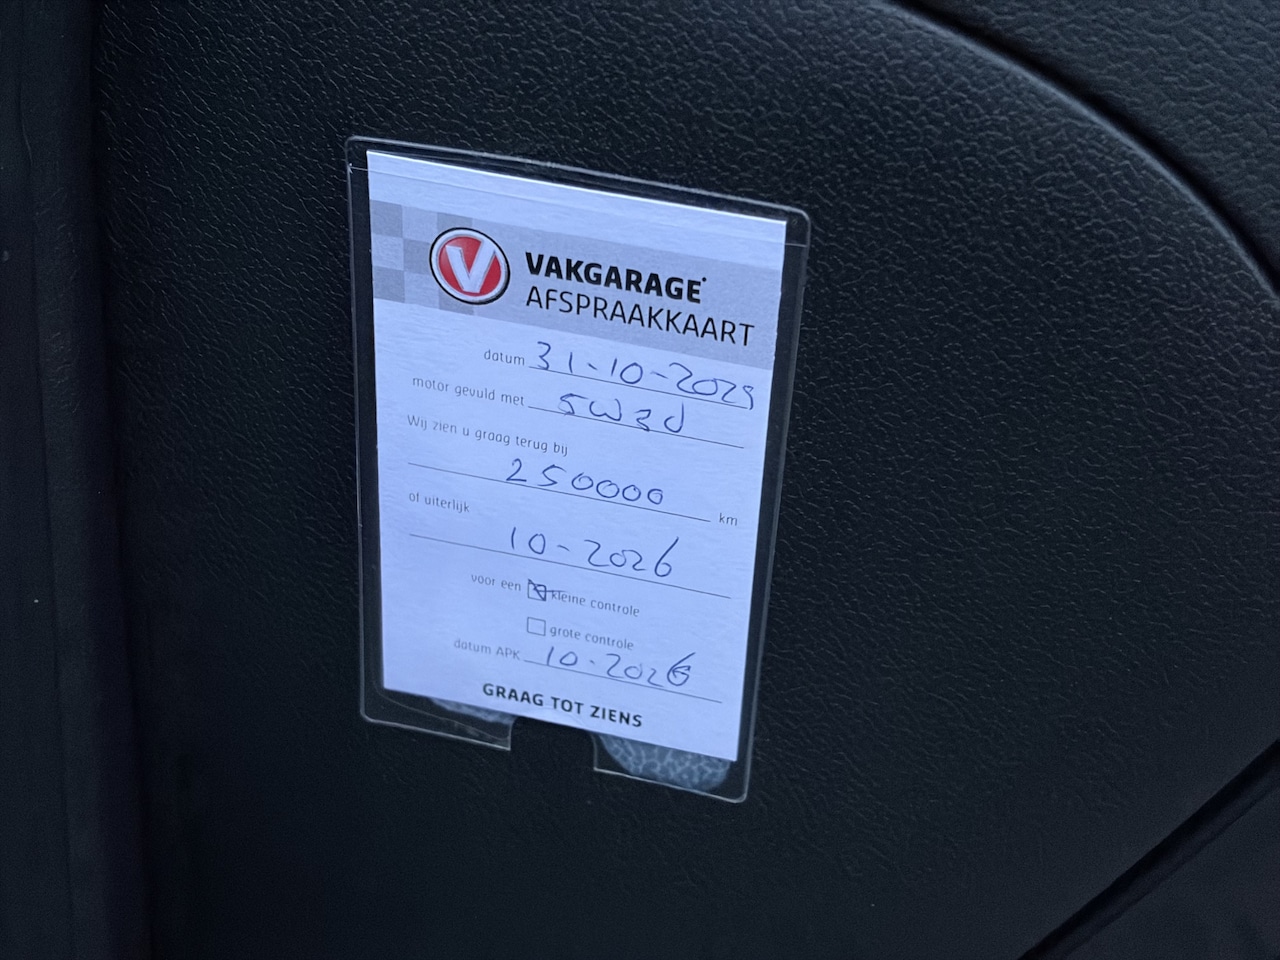 V VAKGARAGE
AFSPRAAKKAART
datum 31-10-2025
motor gevuld met 5W30
Wij zien u graag terug bij
250000 km
of uiterlijk
10-2026
voor een kleine controle
grote controle
datum APK 10-2026
GRAAG TOT ZIENS